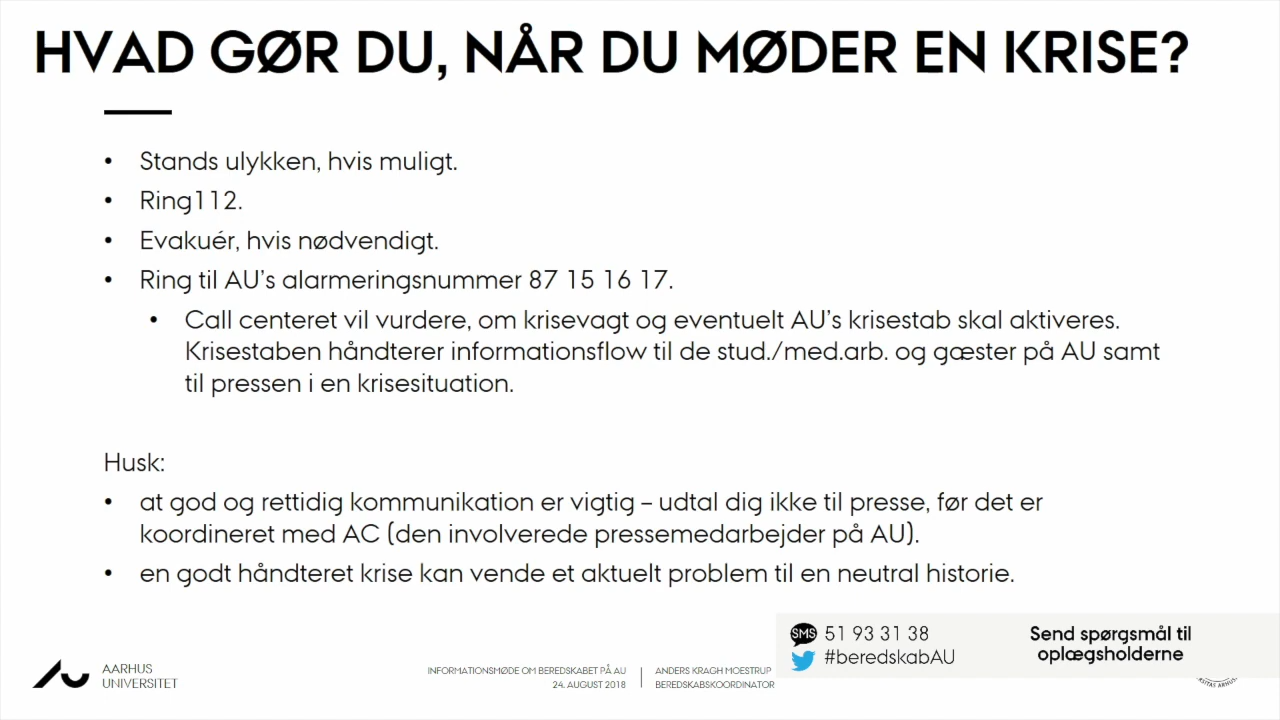 HVAD GØR DU, NÅR DU MØDER EN KRISE?
• Stands ulykken, hvis muligt.
• Ring112.
• Evakuér, hvis nødvendigt.
• Ring til AU's alarmeringsnummer 87 15 16 17.
• Call centeret vil vurdere, om krisevagt og eventuelt AU's krisestab skal aktiveres.
Krisestaben håndterer informationsflow til de stud./med.arb. og gæster på AU samt
til pressen i en krisesituation.
Husk:
• at god og rettidig kommunikation er vigtig – udtal dig ikke til presse, før det er
koordineret med AC (den involverede pressemedarbejder på AU).
• en godt håndteret krise kan vende et aktuelt problem til en neutral historie.
SMS 51 93 31 38
#beredskabAU
Send spørgsmål til
oplægsholderne
AARHUS
UNIVERSITET
INFORMATIONSMØDE OM BEREDSKABET PÅ AU
24. AUGUST 2018
ANDERS KRAGH MOESTRUP
BEREDSKABSKOORDINATOR